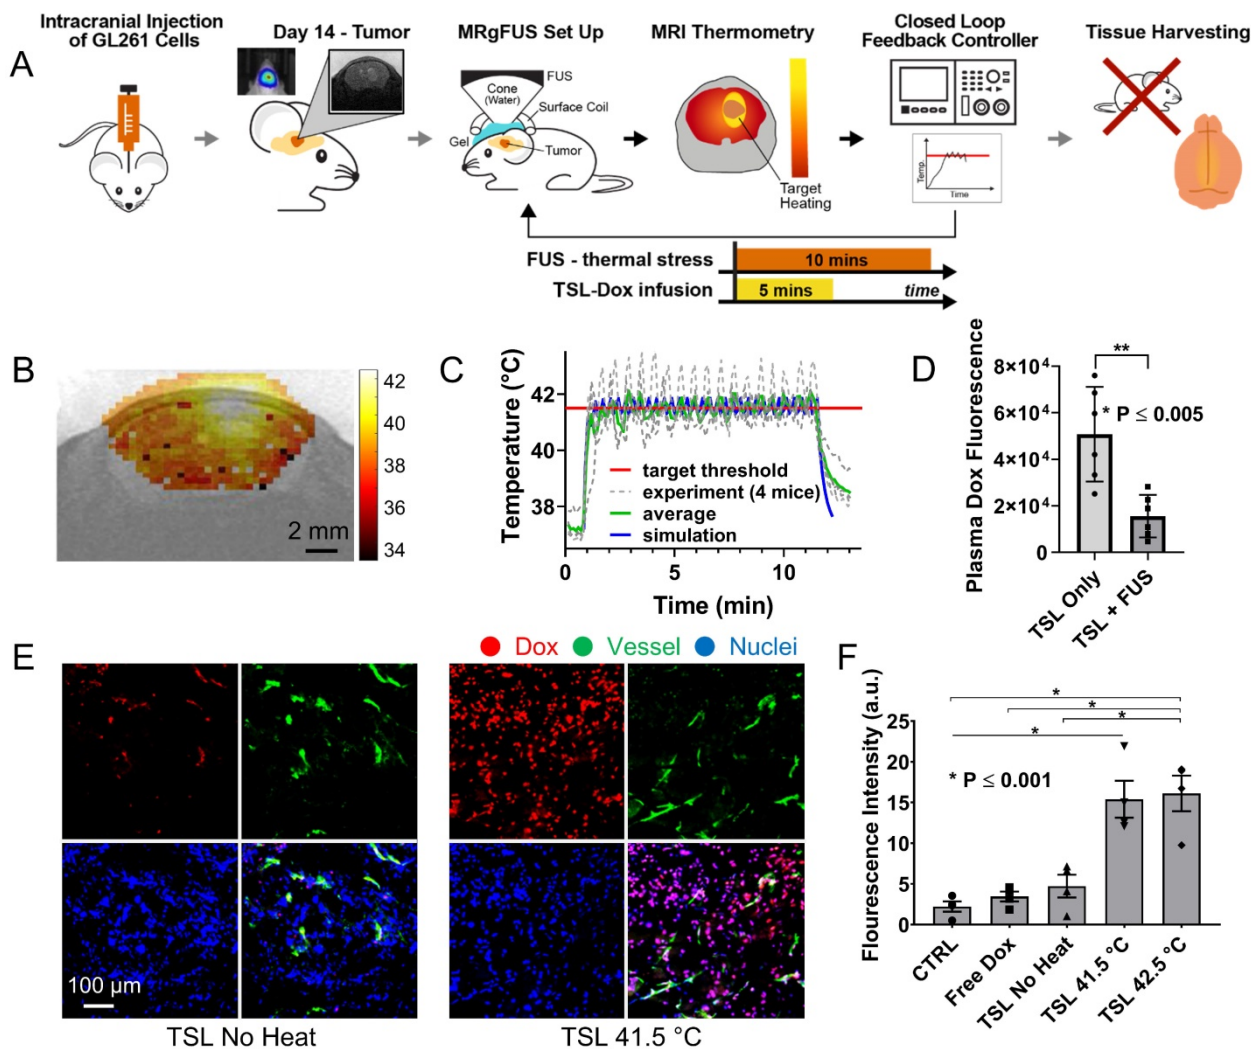 A
Intracranial Injection
of GL261 Cells
Day 14 - Tumor
MRgFUS Set Up
FUS
Cone
(Water)
Surface Coil
Gel
Tumor
MRI Thermometry
Target
Heating
Closed Loop
Feedback Controller
Temp.
Time
Tissue Harvesting
FUS - thermal stress
10 mins
TSL-Dox infusion
5 mins
time
B
2 mm
42
40
38
36
34
C
Temperature (°C)
42
40
38
target threshold
experiment (4 mice)
average
simulation
0
5
10
Time (min)
D
Plasma Dox Fluorescence
8×10⁴
6×10⁴
4×10⁴
2×10⁴
0
**
* P ≤ 0.005
TSL Only
TSL + FUS
E
Dox Vessel Nuclei
100 µm
TSL No Heat
TSL 41.5 °C
F
Flourescence Intensity (a.u.)
25
20
15
10
5
0
*
*
*
*
* P ≤ 0.001
CTRL
Free Dox
TSL No Heat
TSL 41.5 °C
TSL 42.5 °C